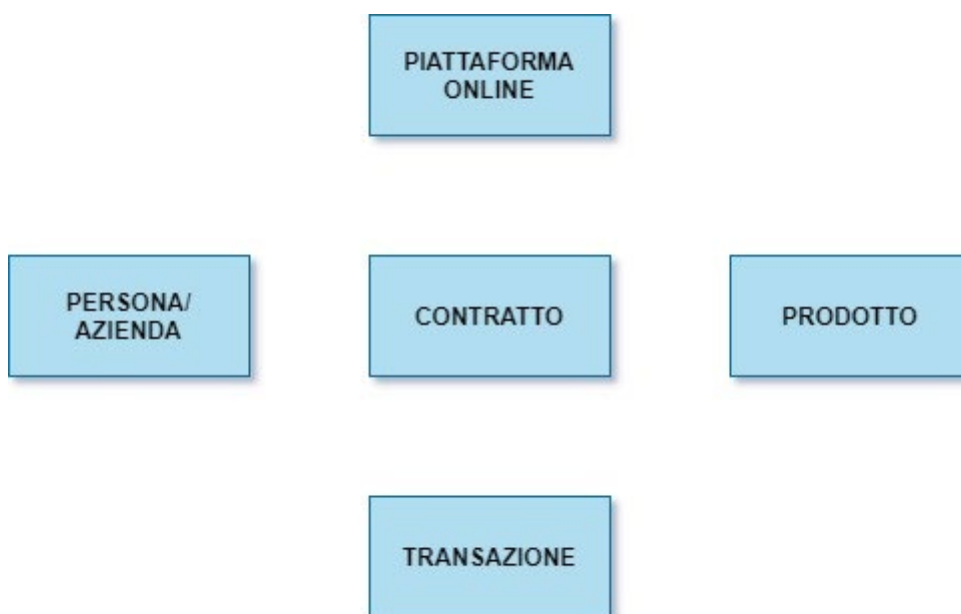 PIATTAFORMA
ONLINE
PERSONA/
AZIENDA
CONTRATTO
PRODOTTO
TRANSAZIONE